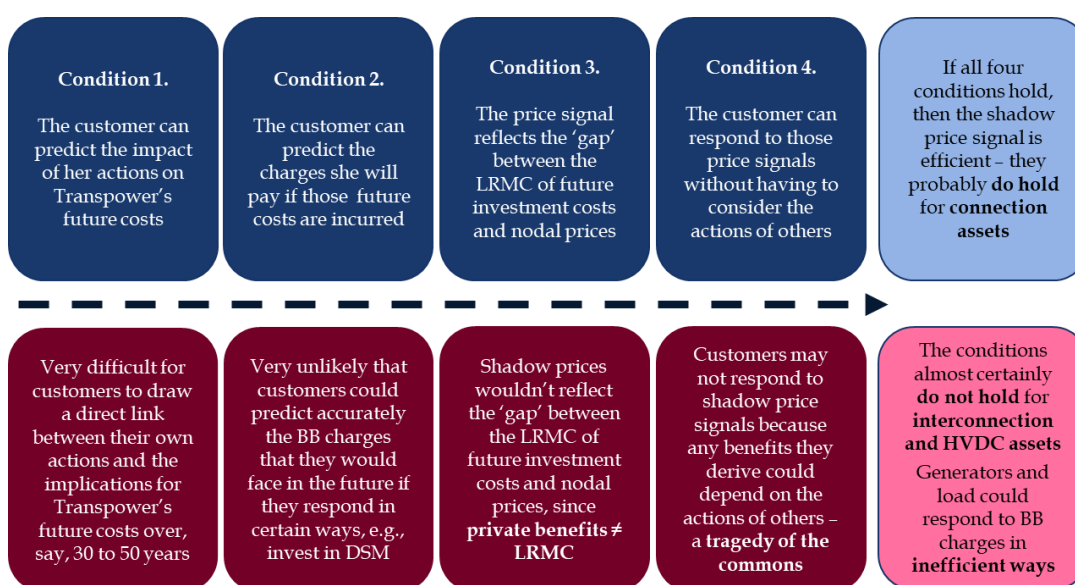 Condition 1.
The customer can
predict the impact
of her actions on
Transpower's
future costs
Condition 2.
The customer can
predict the
charges she will
pay if those future
costs are incurred
Condition 3.
The price signal
reflects the ‘gap’
between the
LRMC of future
investment costs
and nodal prices
Condition 4.
The customer can
respond to those
price signals
without having to
consider the
actions of others
If all four
conditions hold,
then the shadow
price signal is
efficient – they
probably do hold
for connection
assets
Very difficult for
customers to draw
a direct link
between their own
actions and the
implications for
Transpower's
future costs over,
say, 30 to 50 years
Very unlikely that
customers could
predict accurately
the BB charges
that they would
face in the future if
they respond in
certain ways, e.g.,
invest in DSM
Shadow prices
wouldn't reflect
the ‘gap’ between
the LRMC of
future investment
costs and nodal
prices, since
private benefits ≠
LRMC
Customers may
not respond to
shadow price
signals because
any benefits they
derive could
depend on the
actions of others –
a tragedy of the
commons
The conditions
almost certainly
do not hold for
interconnection
and HVDC assets
Generators and
load could
respond to BB
charges in
inefficient ways